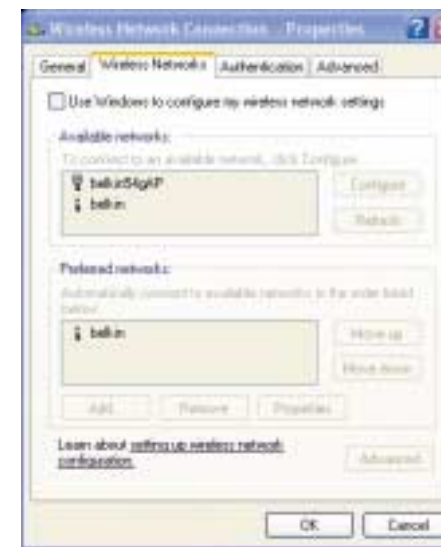 Wireless Network Connection Properties
General Wireless Networks Authentication Advanced
Use Windows to configure my wireless network settings
Available networks:
To connect to an available network, click Configure.
belkin54gAP
belkin
Configure
Refresh
Preferred networks:
Automatically connect to available networks in the order listed
below:
belkin
Move up
Move down
Add... Remove Properties
Learn about setting up wireless network
configuration.
Advanced
OK Cancel